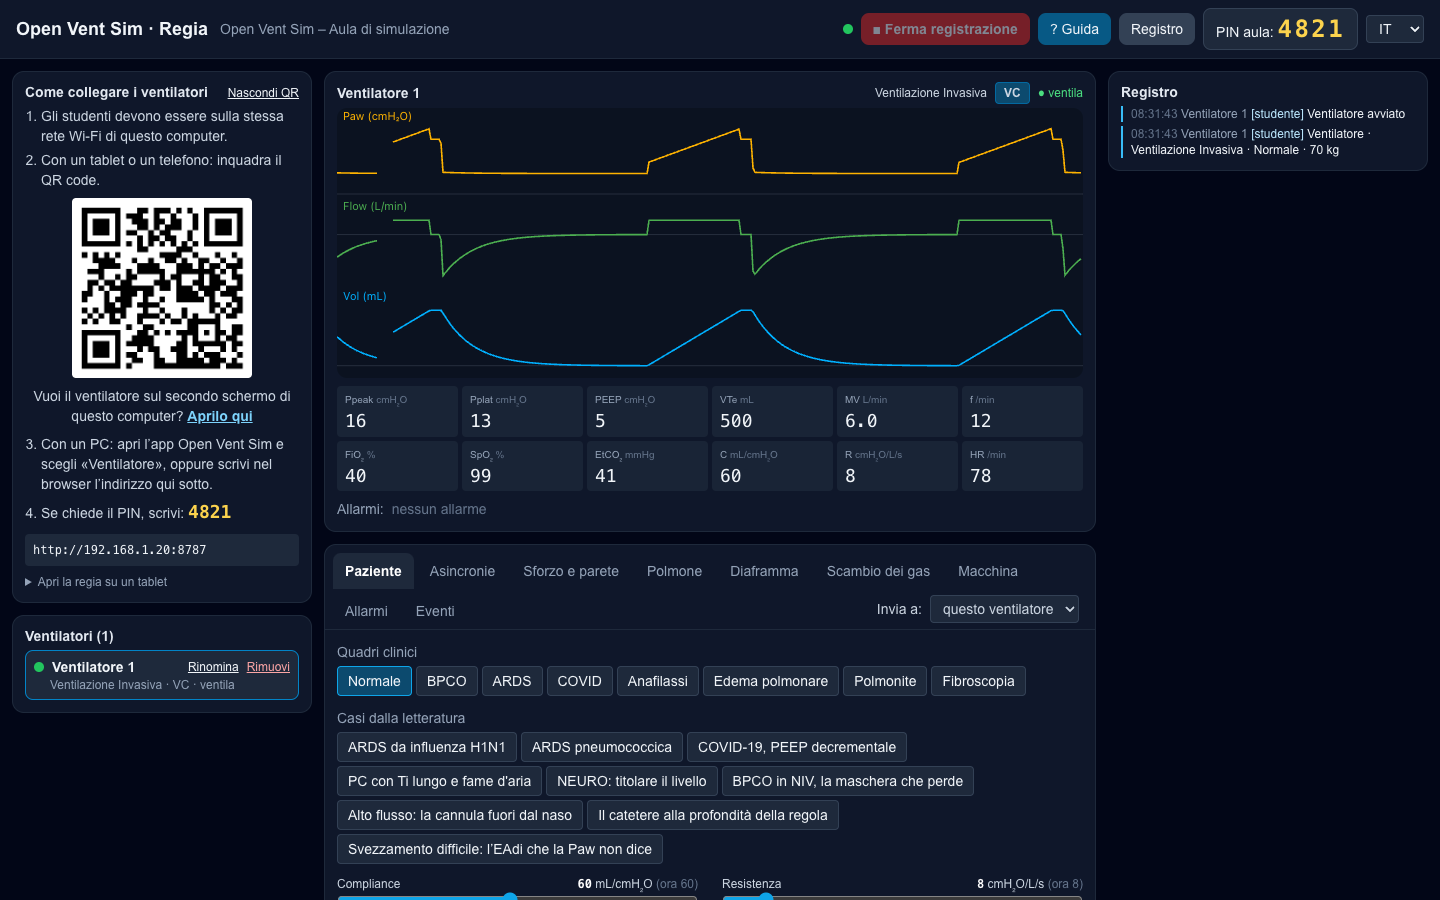 Open Vent Sim · Regia
Open Vent Sim – Aula di simulazione
■ Ferma registrazione
? Guida
Registro
PIN aula: 4821
IT
Come collegare i ventilatori
Nascondi QR
1. Gli studenti devono essere sulla stessa
rete Wi-Fi di questo computer.
2. Con un tablet o un telefono: inquadra il
QR code.
Vuoi il ventilatore sul secondo schermo di
questo computer? Aprilo qui
3. Con un PC: apri l'app Open Vent Sim e
scegli «Ventilatore», oppure scrivi nel
browser l'indirizzo qui sotto.
4. Se chiede il PIN, scrivi: 4821
http://192.168.1.20:8787
▶ Apri la regia su un tablet
Ventilatori (1)
Ventilatore 1
Rinomina
Rimuovi
Ventilazione Invasiva · VC · ventila
Ventilatore 1
Ventilazione Invasiva
VC
● ventila
Paw (cmH₂O)
Flow (L/min)
Vol (mL)
Ppeak cmH₂O
16
Pplat cmH₂O
13
PEEP cmH₂O
5
VTe mL
500
MV L/min
6.0
f /min
12
FiO₂ %
40
SpO₂ %
99
EtCO₂ mmHg
41
C mL/cmH₂O
60
R cmH₂O/L/s
8
HR /min
78
Allarmi: nessun allarme
Paziente
Asincronie
Sforzo e parete
Polmone
Diaframma
Scambio dei gas
Macchina
Allarmi
Eventi
Invia a:
questo ventilatore
Quadri clinici
Normale
BPCO
ARDS
COVID
Anafilassi
Edema polmonare
Polmonite
Fibroscopia
Casi dalla letteratura
ARDS da influenza H1N1
ARDS pneumococcica
COVID-19, PEEP decrementale
PC con Ti lungo e fame d'aria
NEURO: titolare il livello
BPCO in NIV, la maschera che perde
Alto flusso: la cannula fuori dal naso
Il catetere alla profondità della regola
Svezzamento difficile: l'EAdi che la Paw non dice
Compliance
60 mL/cmH₂O (ora 60)
Resistenza
8 cmH₂O/L/s (ora 8)
Registro
08:31:43 Ventilatore 1 [studente] Ventilatore avviato
08:31:43 Ventilatore 1 [studente] Ventilatore ·
Ventilazione Invasiva · Normale · 70 kg